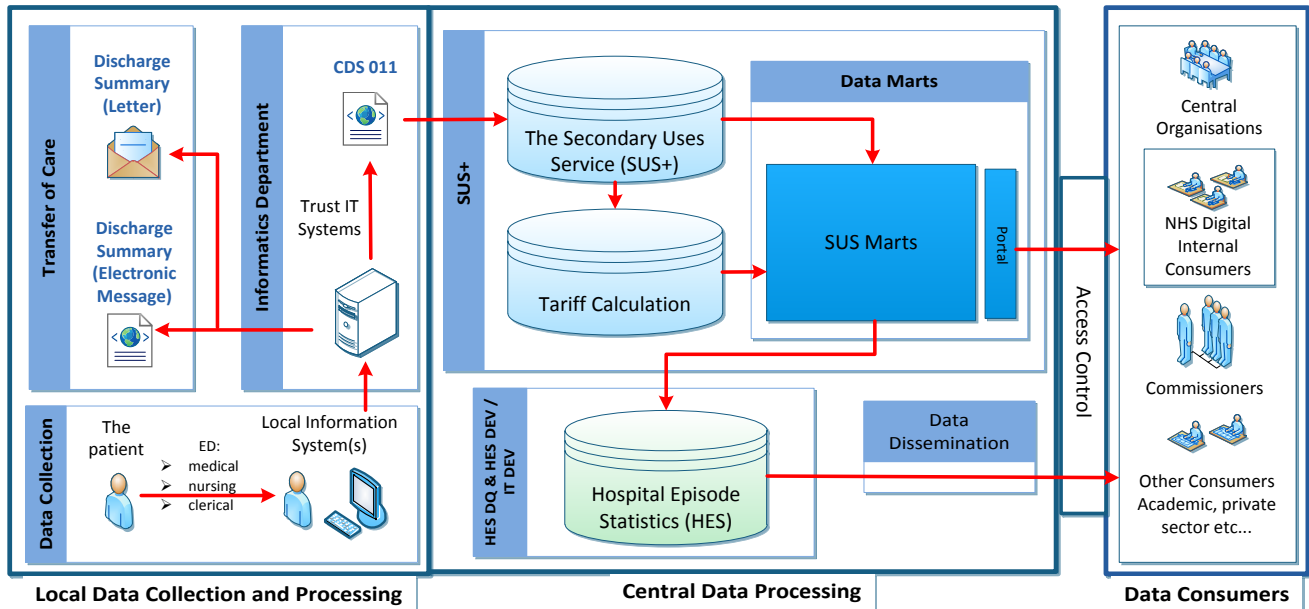 Transfer of Care
Discharge
Summary
(Letter)
Discharge
Summary
(Electronic
Message)
Informatics Department
CDS 011
Trust IT
Systems
Data Collection
The
patient
ED:
medical
nursing
clerical
Local Information
System(s)
Local Data Collection and Processing
SUS+
The Secondary Uses
Service (SUS+)
Tariff Calculation
Data Marts
SUS Marts
Portal
HES DQ & HES DEV /
IT DEV
Hospital Episode
Statistics (HES)
Data
Dissemination
Central Data Processing
Access Control
Central
Organisations
NHS Digital
Internal
Consumers
Commissioners
Other Consumers
Academic, private
sector etc...
Data Consumers